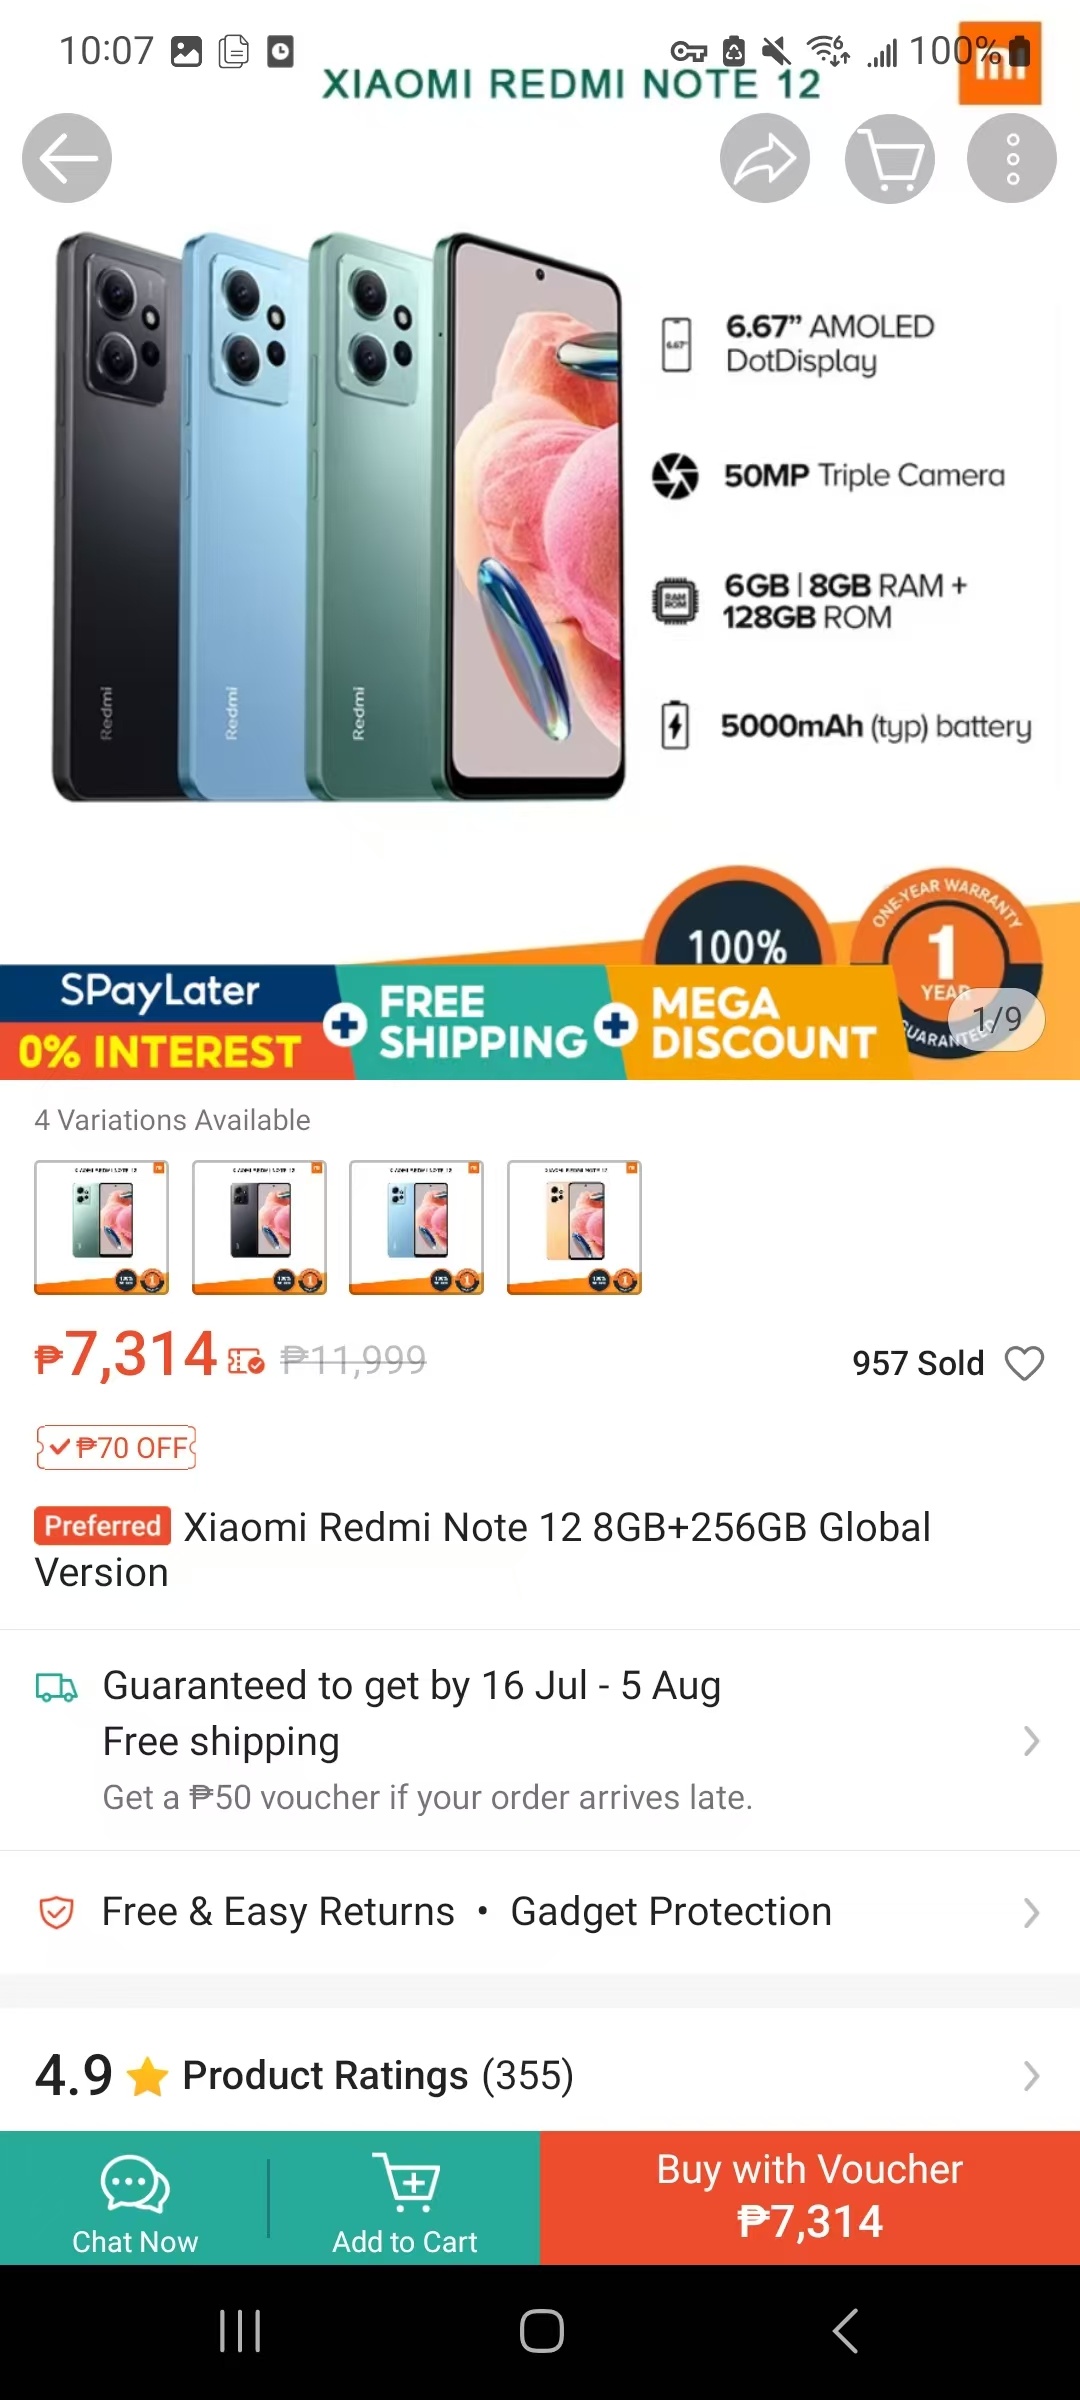 10:07
100%
XIAOMI REDMI NOTE 12
mi
6.67” AMOLED
DotDisplay
6.67"
50MP Triple Camera
6GB | 8GB RAM +
128GB ROM
RAM
ROM
5000mAh (typ) battery
Redmi
Redmi
Redmi
100%
ONE-YEAR WARRANTY
1
YEAR
GUARANTEED
SPayLater
0% INTEREST
FREE
SHIPPING
MEGA
DISCOUNT
1/9
4 Variations Available
₱7,314 ₱11,999
957 Sold
₱70 OFF
Preferred Xiaomi Redmi Note 12 8GB+256GB Global
Version
Guaranteed to get by 16 Jul - 5 Aug
Free shipping
Get a ₱50 voucher if your order arrives late.
Free & Easy Returns • Gadget Protection
4.9 Product Ratings (355)
Chat Now
Add to Cart
Buy with Voucher
₱7,314